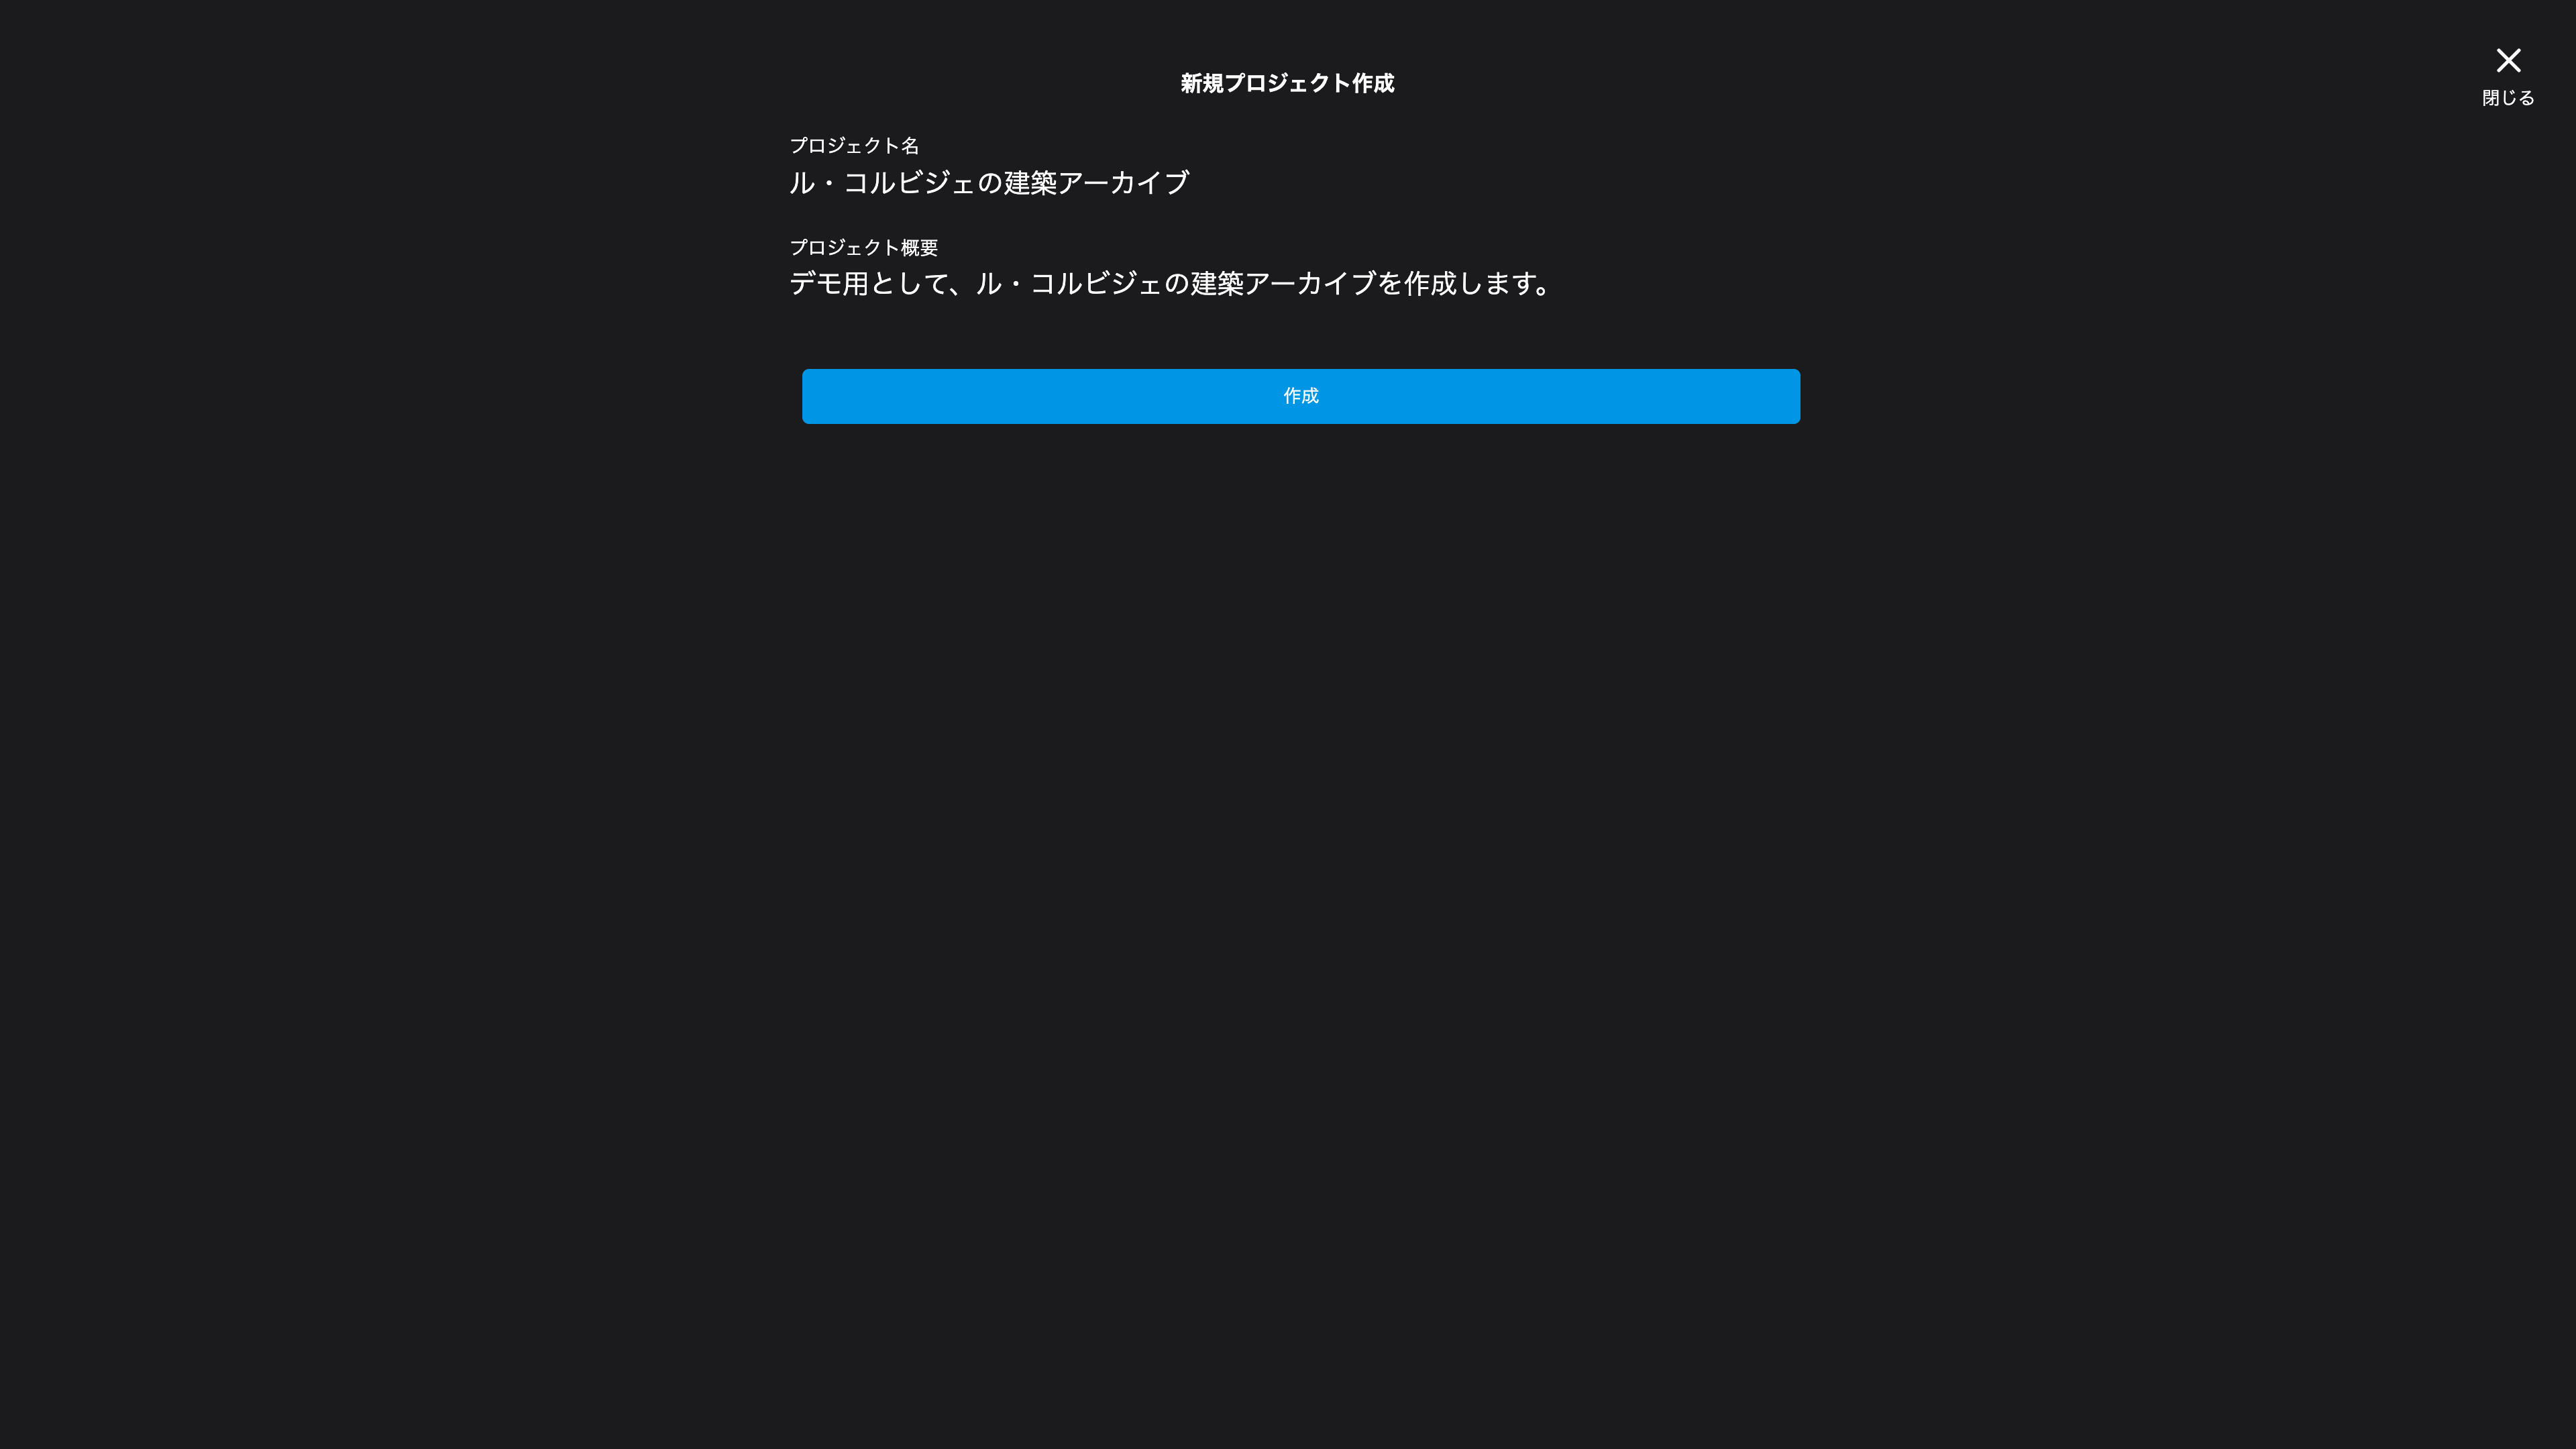 新規プロジェクト作成
閉じる
プロジェクト名
ル・コルビジェの建築アーカイブ
プロジェクト概要
デモ用として、ル・コルビジェの建築アーカイブを作成します。
作成